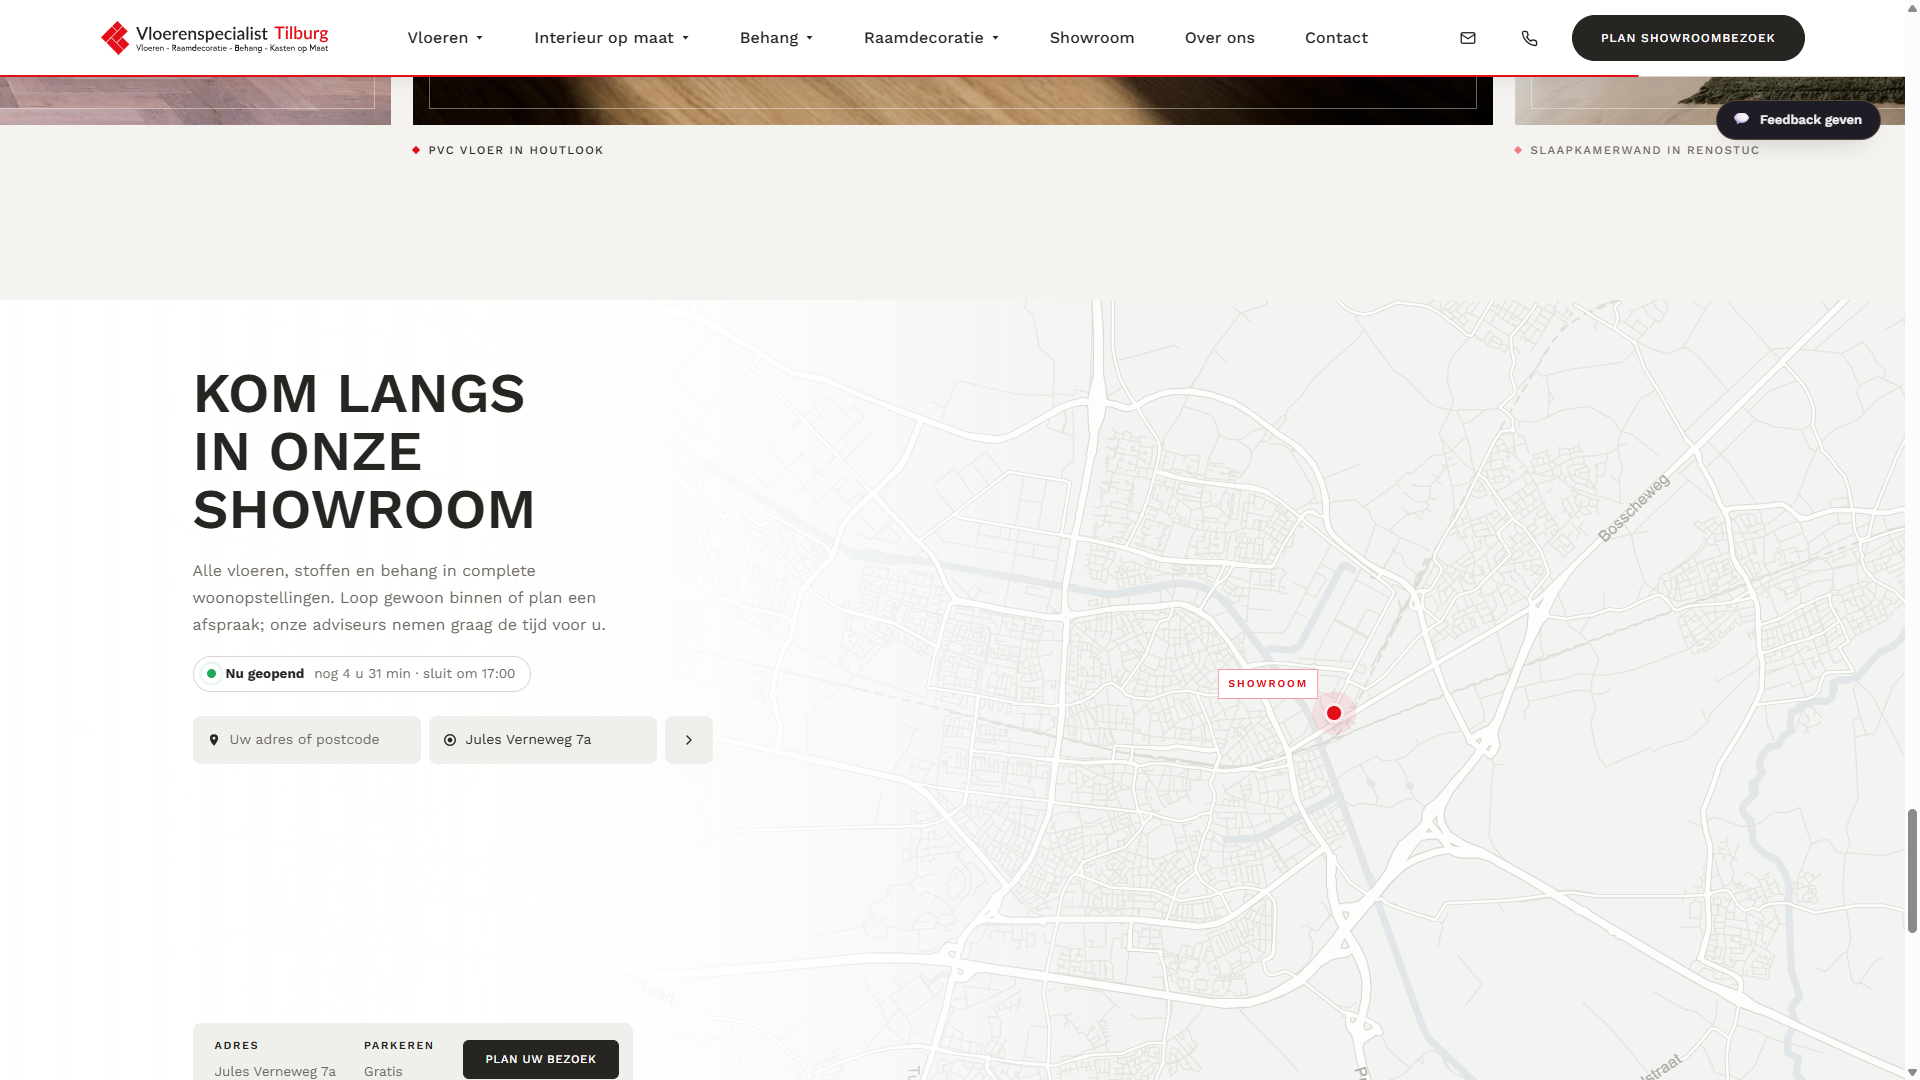 Vloerenspecialist Tilburg
Vloeren - Raamdecoratie - Behang - Kasten op Maat
Vloeren
Interieur op maat
Behang
Raamdecoratie
Showroom
Over ons
Contact
PLAN SHOWROOMBEZOEK
Feedback geven
PVC VLOER IN HOUTLOOK
SLAAPKAMERWAND IN RENOSTUC
KOM LANGS
IN ONZE
SHOWROOM
Alle vloeren, stoffen en behang in complete
woonopstellingen. Loop gewoon binnen of plan een
afspraak; onze adviseurs nemen graag de tijd voor u.
Nu geopend nog 4 u 31 min · sluit om 17:00
Uw adres of postcode
Jules Verneweg 7a
Bosscheweg
SHOWROOM
ADRES
Jules Verneweg 7a
PARKEREN
Gratis
PLAN UW BEZOEK